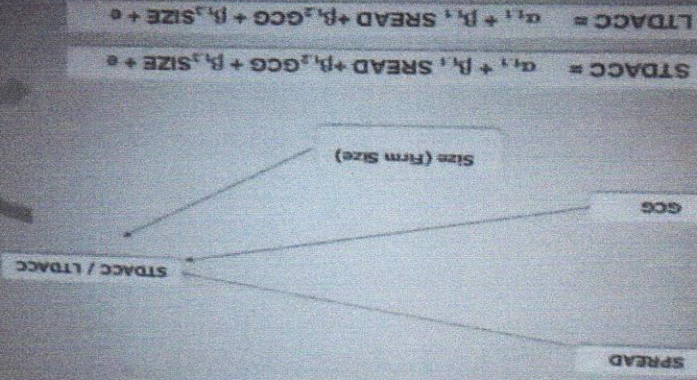 SPREAD
STDACC / LTDACC
GCG
Size (Firm Size)
STDACC = α₁,₁ + β₁,₁ SREAD +β₁,₂GCG + β₁,₃SIZE + e
LTDACC = α₁,₁ + β₁,₁ SREAD +β₁,₂GCG + β₁,₃SIZE + e